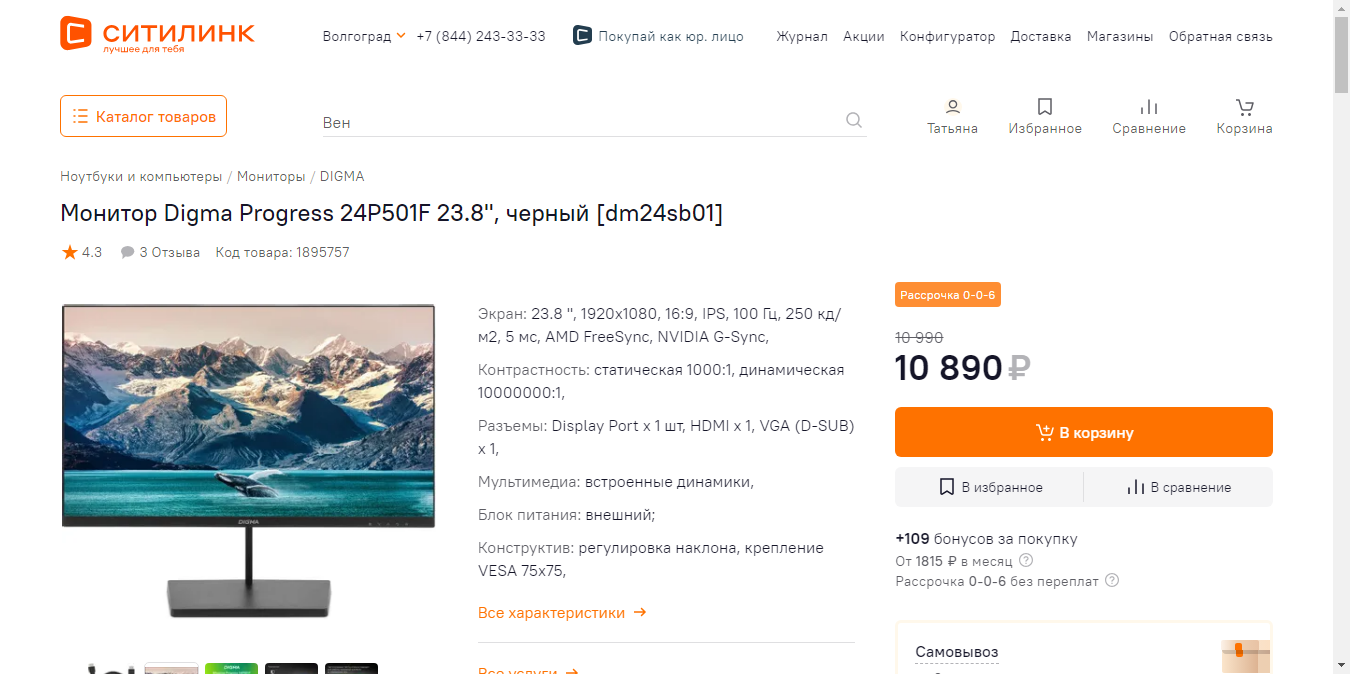 СИТИЛИНК
лучшее для тебя
Волгоград +7 (844) 243-33-33 Покупай как юр. лицо Журнал Акции Конфигуратор Доставка Магазины Обратная связь
Каталог товаров
Вен
Татьяна Избранное Сравнение Корзина
Ноутбуки и компьютеры / Мониторы / DIGMA
Монитор Digma Progress 24P501F 23.8", черный [dm24sb01]
4.3 3 Отзыва Код товара: 1895757
DIGMA
DIGMA
Экран: 23.8 ", 1920x1080, 16:9, IPS, 100 Гц, 250 кд/
м2, 5 мс, AMD FreeSync, NVIDIA G-Sync,
Контрастность: статическая 1000:1, динамическая
10000000:1,
Разъемы: Display Port x 1 шт, HDMI x 1, VGA (D-SUB)
x 1,
Мультимедиа: встроенные динамики,
Блок питания: внешний;
Конструктив: регулировка наклона, крепление
VESA 75x75,
Все характеристики
Все услуги
Рассрочка 0-0-6
10 990
10 890 ₽
В корзину
В избранное В сравнение
+109 бонусов за покупку
От 1815 ₽ в месяц ?
Рассрочка 0-0-6 без переплат ?
Самовывоз